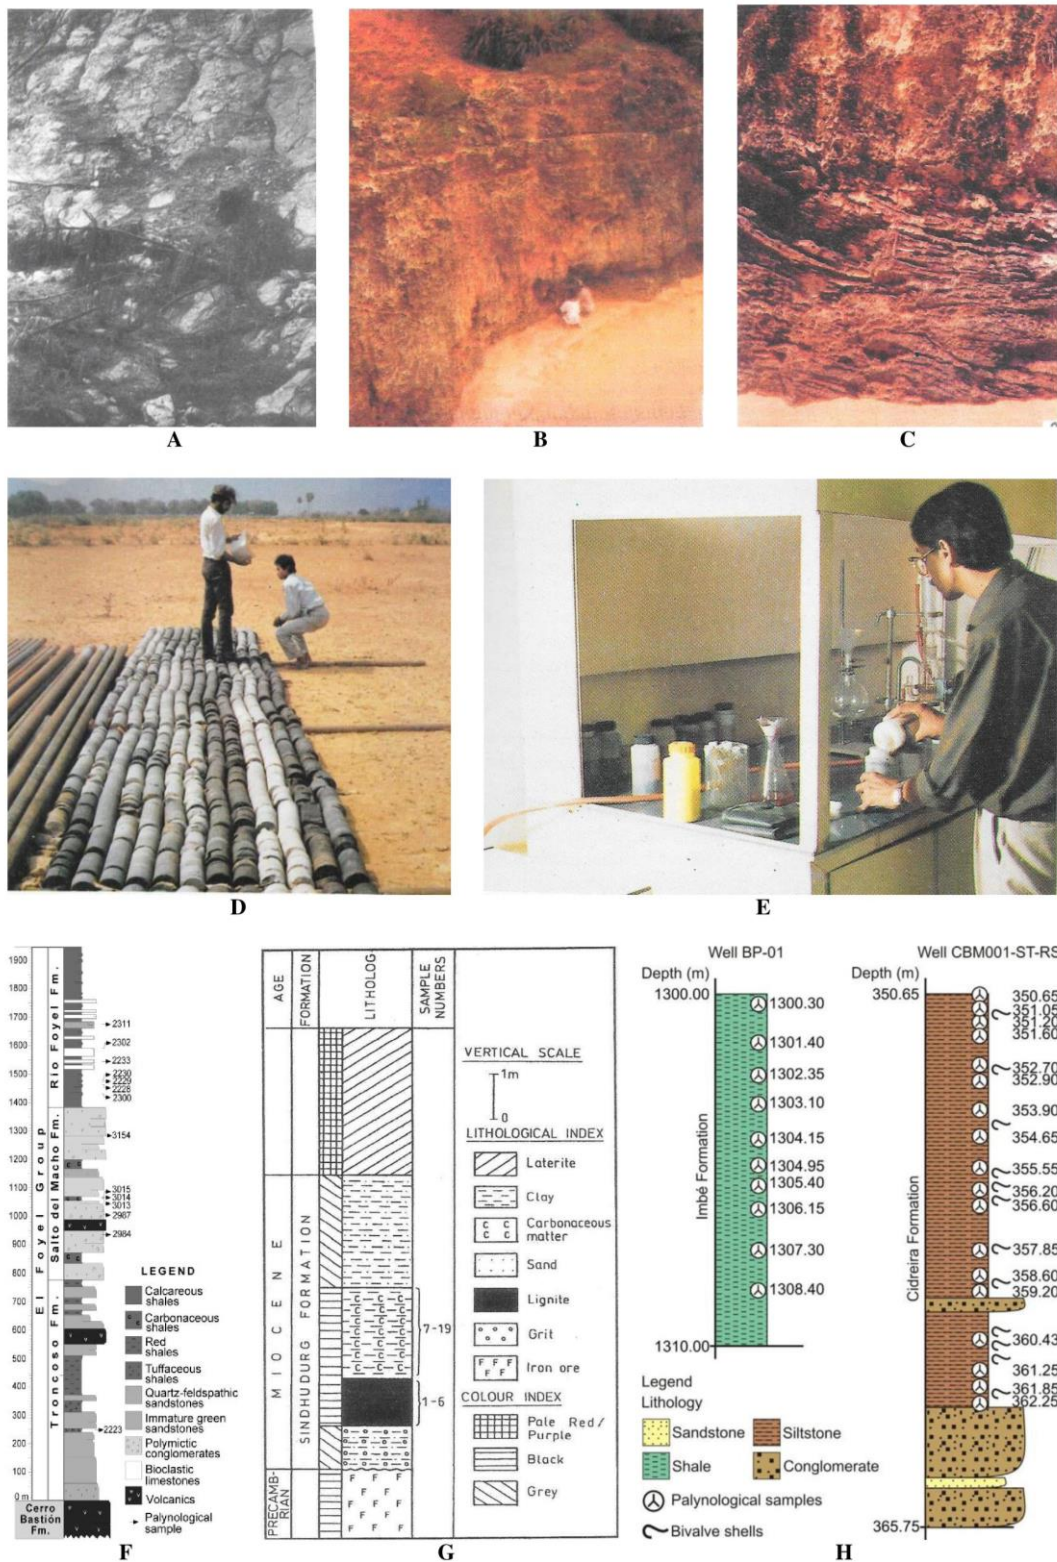 A
B
C
D
E
1900
1800
1700
1600
1500
1400
1300
1200
1100
1000
900
800
700
600
500
400
300
200
100
0 m
El Foyel Group
Rio Foyel Fm.
Salto del Macho Fm.
Troncoso Fm.
Cerro
Bastión
Fm.
2311
2302
2233
2230
2229
2228
2300
3154
3015
3014
3013
2987
2984
2223
LEGEND
Calcareous
shales
Carbonaceous
shales
Red
shales
Tuffaceous
shales
Quartz-feldspathic
sandstones
Immature green
sandstones
Polymictic
conglomerates
Bioclastic
limestones
Volcanics
Palynological
sample
F
AGE
FORMATION
LITHOLOG
SAMPLE
NUMBERS
MIOCENE
SINDHUDURG FORMATION
PRECAMB-
RIAN
7-19
1-6
VERTICAL SCALE
1m
0
LITHOLOGICAL INDEX
Laterite
Clay
Carbonaceous
matter
Sand
Lignite
Grit
Iron ore
COLOUR INDEX
Pale Red/
Purple
Black
Grey
G
Well BP-01
Depth (m)
1300.00
Imbé Formation
1300.30
1301.40
1302.35
1303.10
1304.15
1304.95
1305.40
1306.15
1307.30
1308.40
1310.00
Well CBM001-ST-RS
Depth (m)
350.65
Cidreira Formation
350.65
351.05
351.20
351.60
352.70
352.90
353.90
354.65
355.55
356.20
356.60
357.85
358.60
359.20
360.43
361.25
361.85
362.25
365.75
Legend
Lithology
Sandstone
Siltstone
Shale
Conglomerate
Palynological samples
Bivalve shells
H